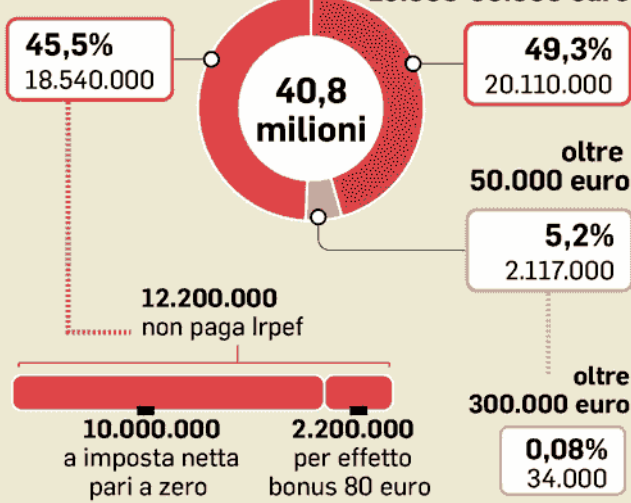 45,5%
18.540.000
40,8
milioni
49,3%
20.110.000
oltre
50.000 euro
5,2%
2.117.000
12.200.000
non paga Irpef
10.000.000
a imposta netta
pari a zero
2.200.000
per effetto
bonus 80 euro
oltre
300.000 euro
0,08%
34.000